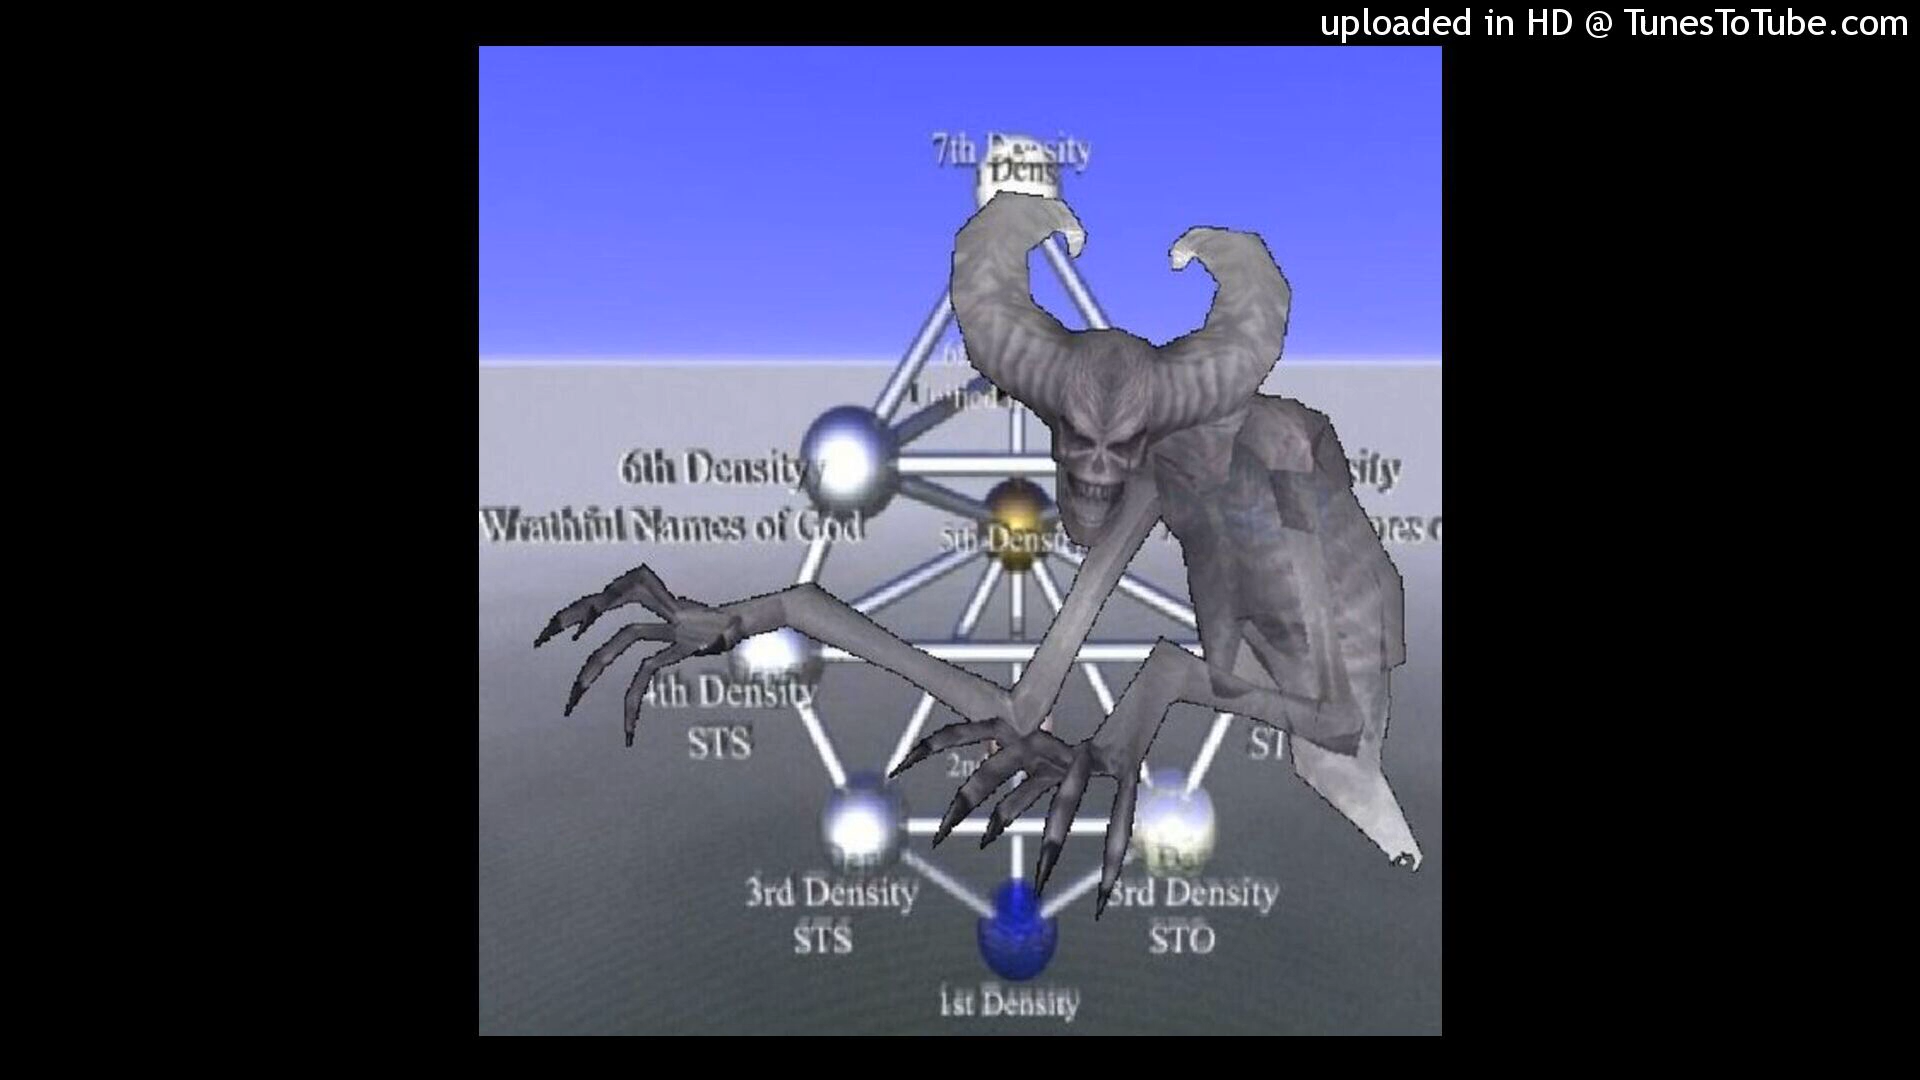 uploaded in HD @ TunesToTube.com
7th Density
Dens
6th Density
Wrathful Names of God
5th
4th Density
STS
3rd Density
STS
3rd Density
STO
1st Density